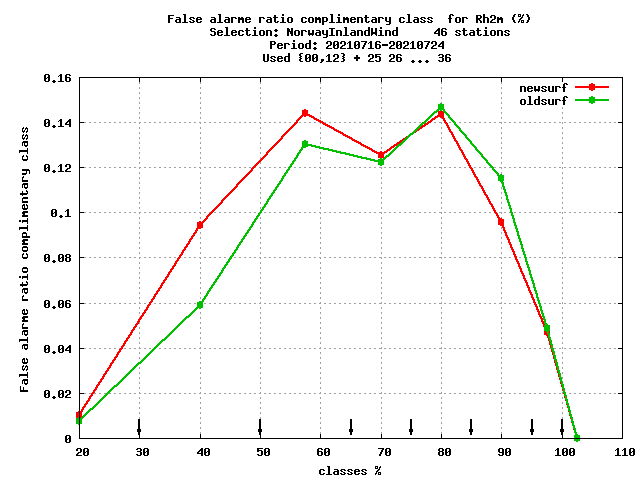 False alarme ratio complimentary class  for Rh2m (%)
Selection: NorwayInlandWind     46 stations
Period: 20210716-20210724
Used {00,12} + 25 26 ... 36
newsurf
oldsurf
False alarme ratio complimentary class
0.16
0.14
0.12
0.1
0.08
0.06
0.04
0.02
0
20 30 40 50 60 70 80 90 100 110
classes %